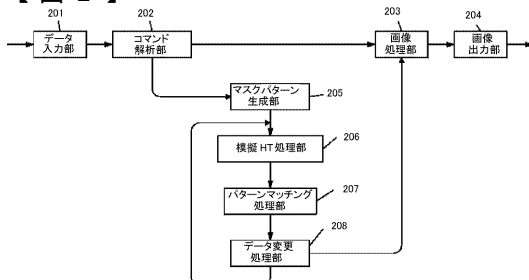 201
202
203
204
データ
入力部
コマンド
解析部
画像
処理部
画像
出力部
マスクパターン
生成部
205
模擬HT処理部
206
パターンマッチング
処理部
207
データ変更
処理部
208